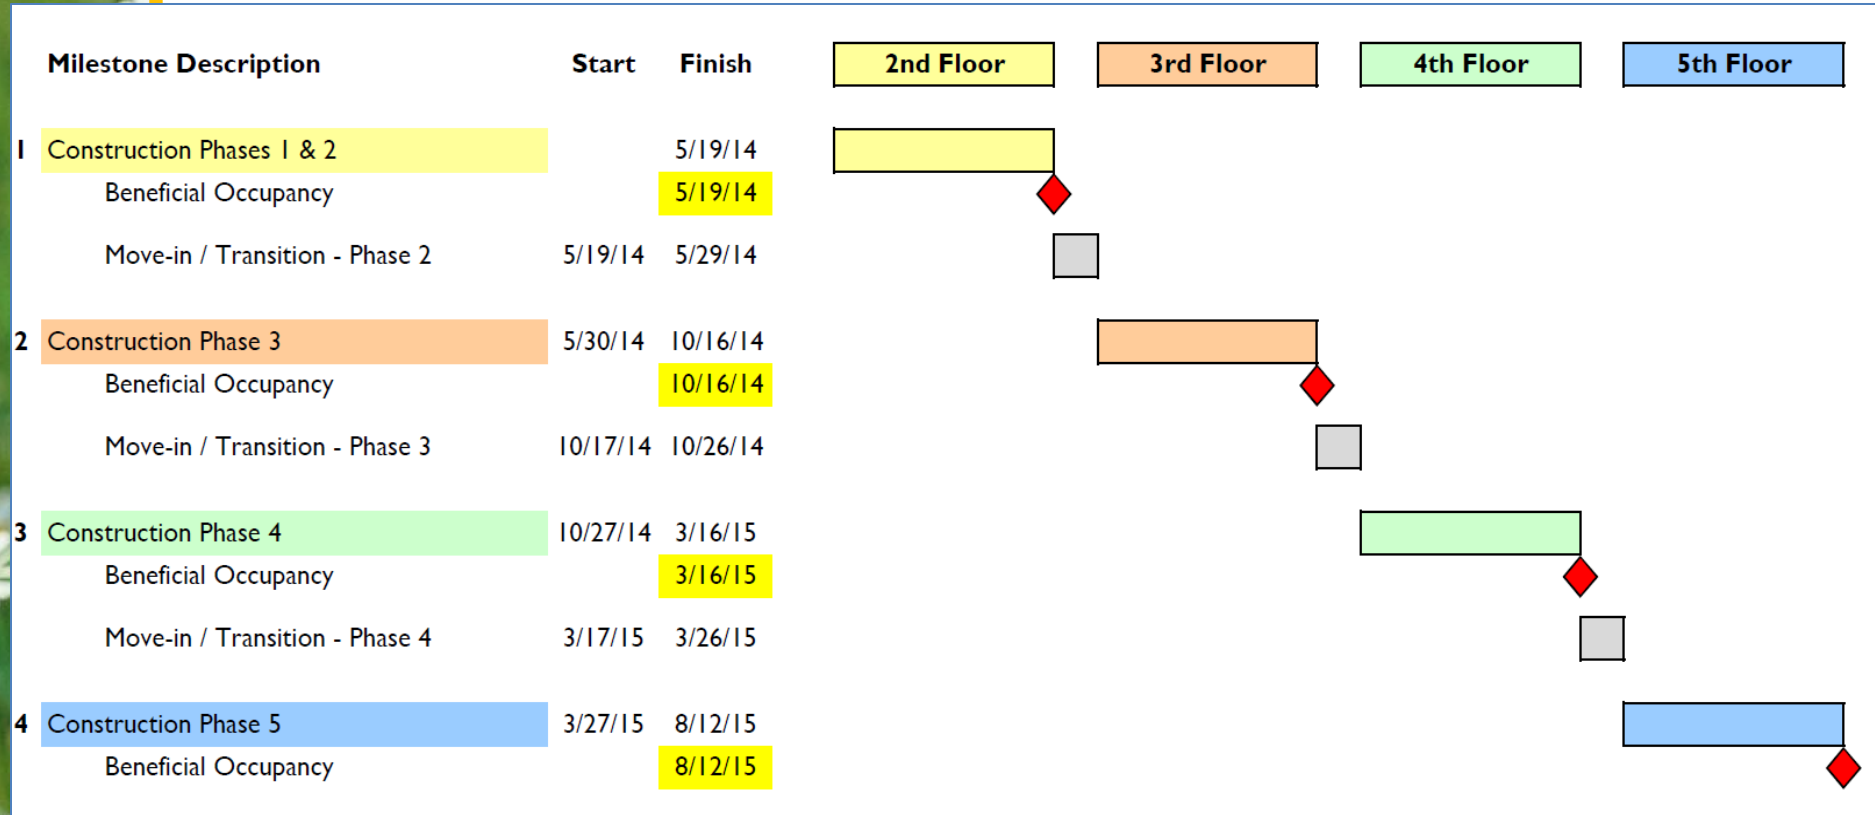 Milestone Description Start Finish 2nd Floor 3rd Floor 4th Floor 5th Floor
1 Construction Phases 1 & 2 5/19/14
Beneficial Occupancy 5/19/14
Move-in / Transition - Phase 2 5/19/14 5/29/14
2 Construction Phase 3 5/30/14 10/16/14
Beneficial Occupancy 10/16/14
Move-in / Transition - Phase 3 10/17/14 10/26/14
3 Construction Phase 4 10/27/14 3/16/15
Beneficial Occupancy 3/16/15
Move-in / Transition - Phase 4 3/17/15 3/26/15
4 Construction Phase 5 3/27/15 8/12/15
Beneficial Occupancy 8/12/15